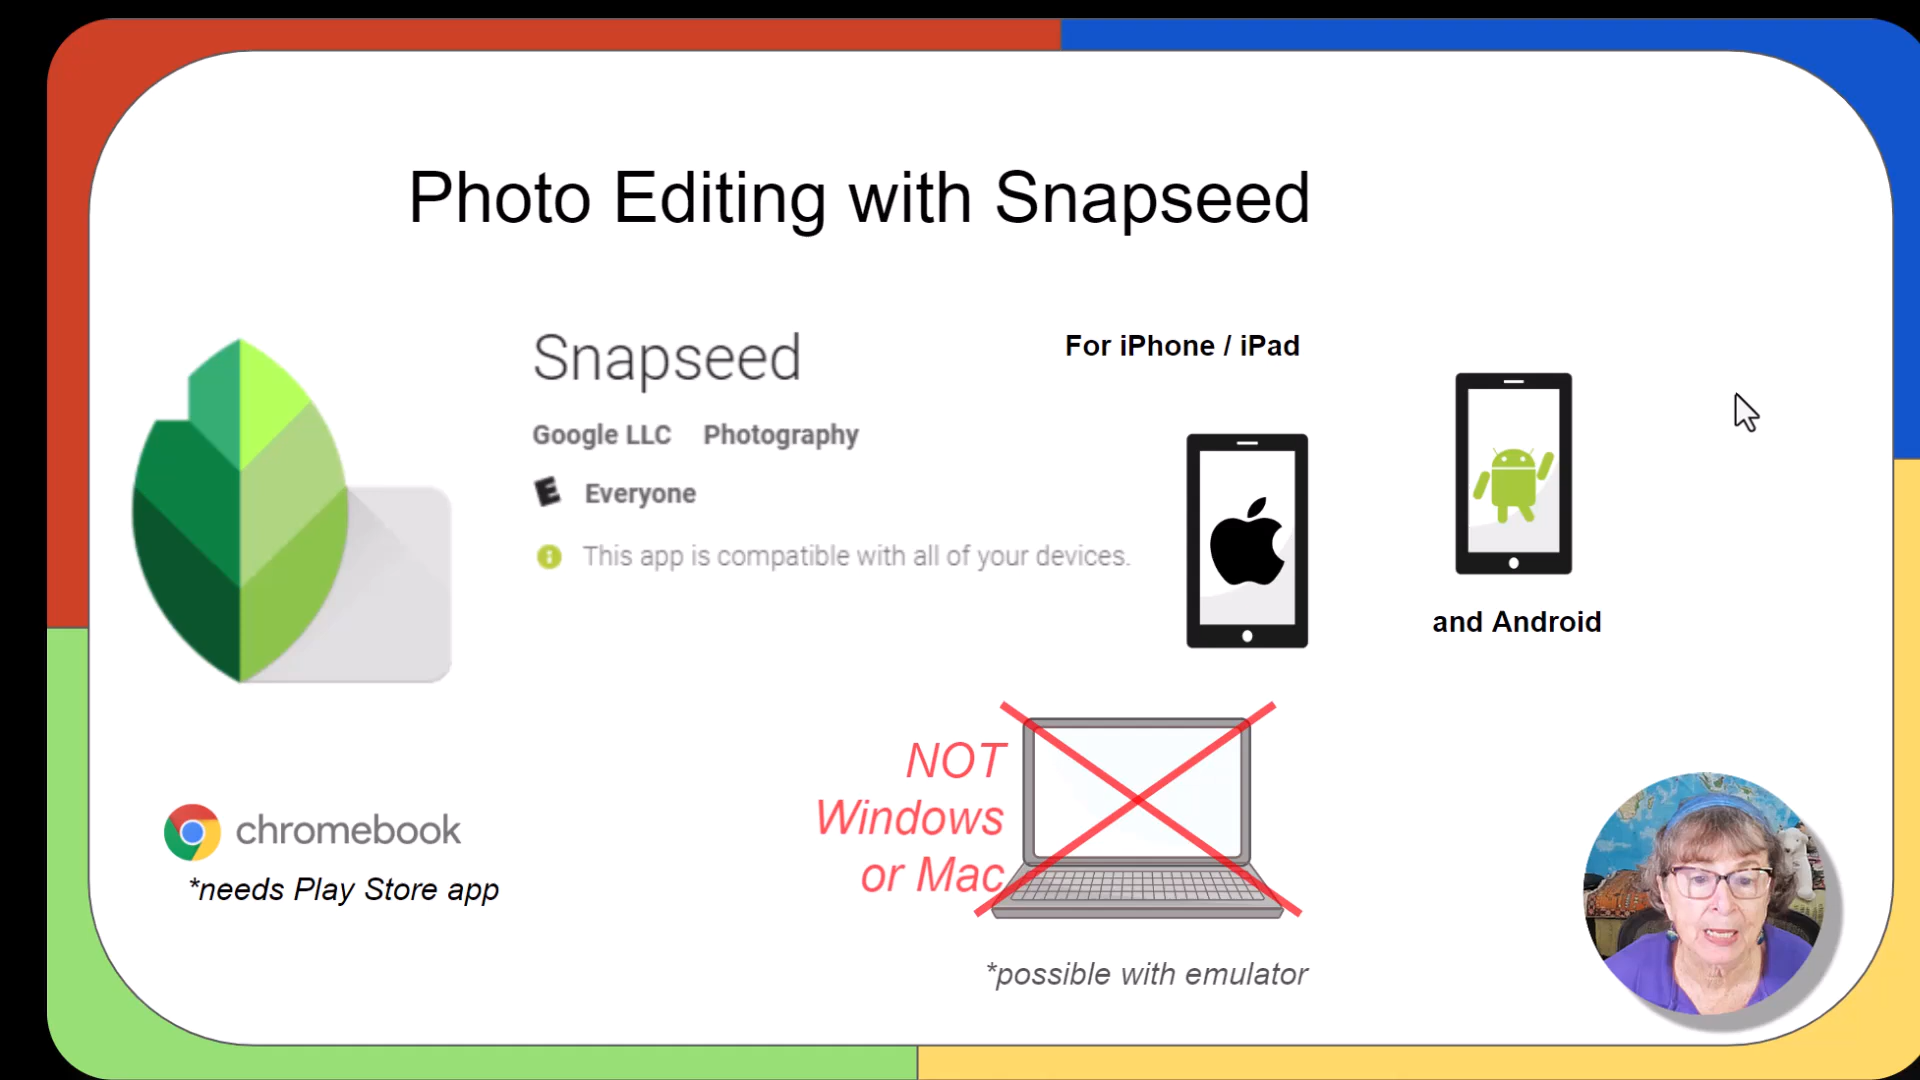 Photo Editing with Snapseed
Snapseed
Google LLC Photography
E Everyone
This app is compatible with all of your devices.
For iPhone / iPad
and Android
NOT
Windows
or Mac
*possible with emulator
chromebook
*needs Play Store app